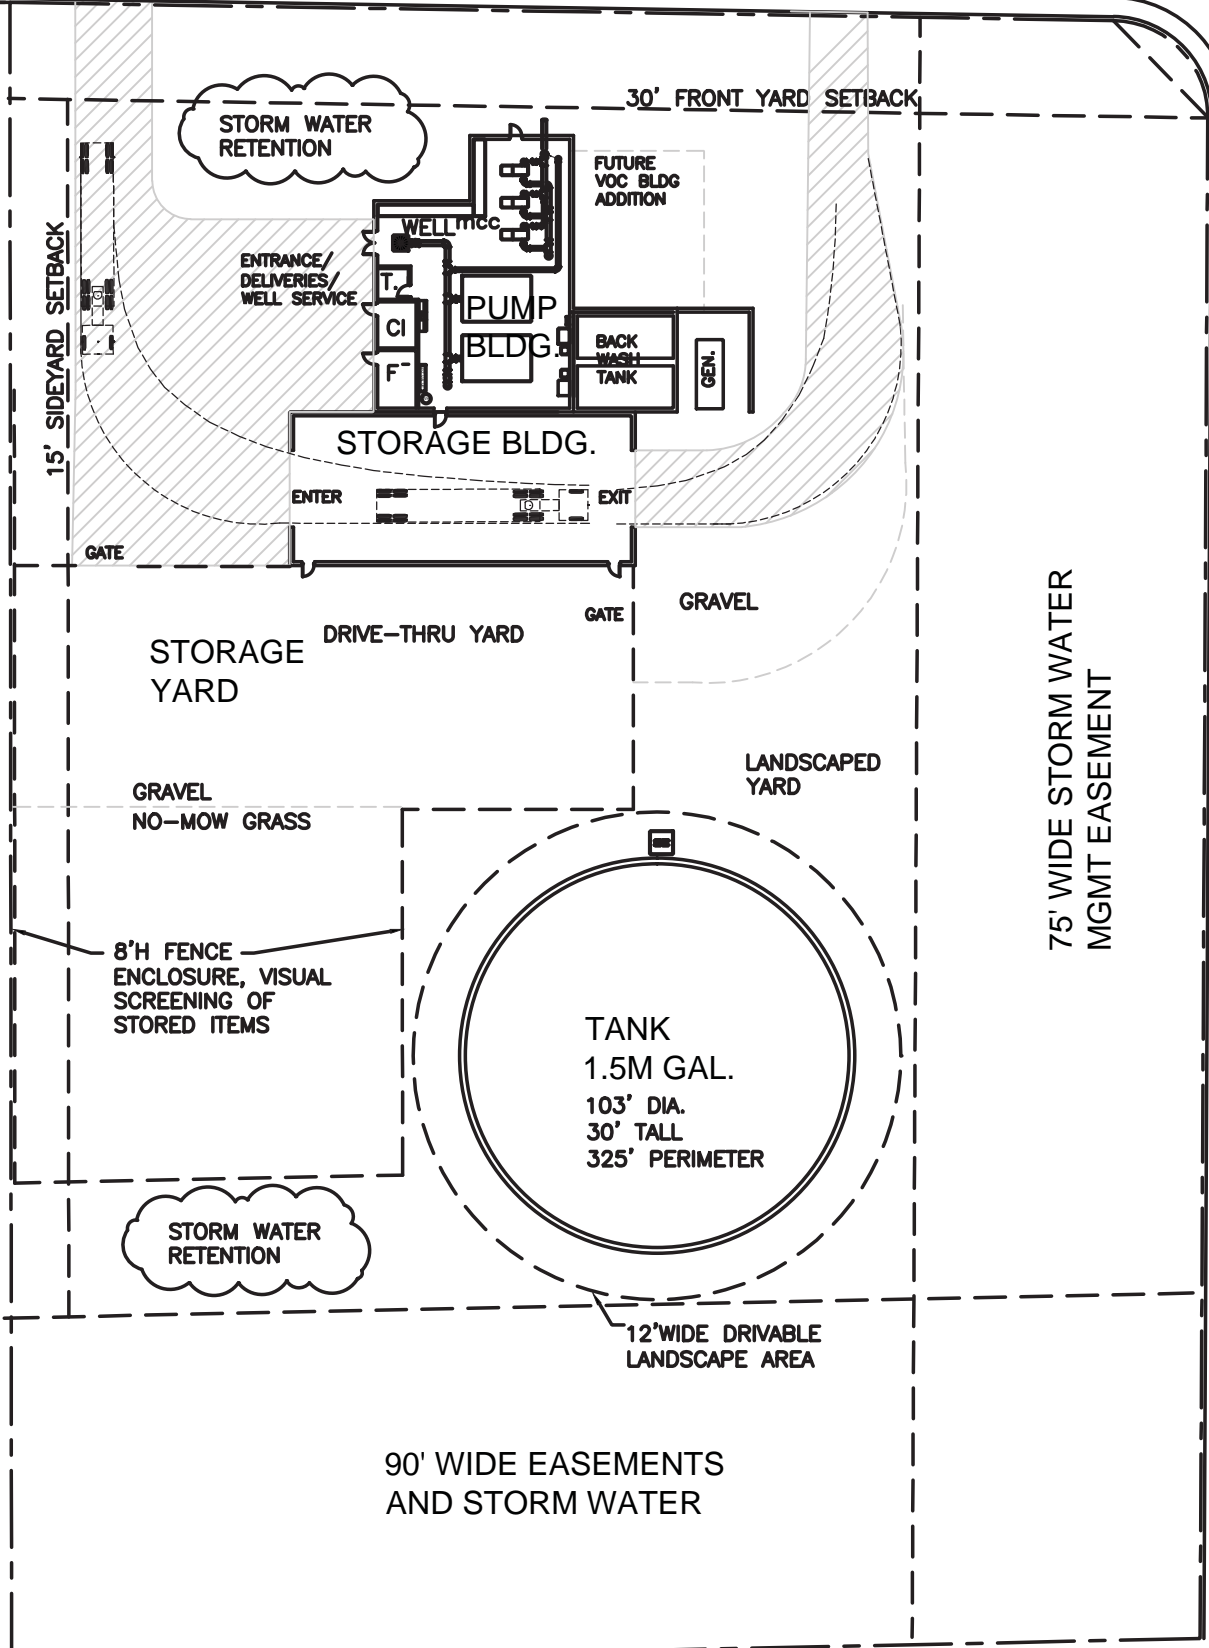 30' FRONT YARD SETBACK
STORM WATER
RETENTION
FUTURE
VOC BLDG
ADDITION
WELL
mcc
ENTRANCE/
DELIVERIES/
WELL SERVICE
T.
PUMP
BLDG.
Cl
F-
BACK
WASH
TANK
GEN.
15' SIDEYARD SETBACK
STORAGE BLDG.
ENTER
EXIT
GATE
GATE
GRAVEL
DRIVE-THRU YARD
STORAGE
YARD
75' WIDE STORM WATER
MGMT EASEMENT
LANDSCAPED
YARD
GRAVEL
NO-MOW GRASS
8'H FENCE
ENCLOSURE, VISUAL
SCREENING OF
STORED ITEMS
TANK
1.5M GAL.
103' DIA.
30' TALL
325' PERIMETER
STORM WATER
RETENTION
12'WIDE DRIVABLE
LANDSCAPE AREA
90' WIDE EASEMENTS
AND STORM WATER